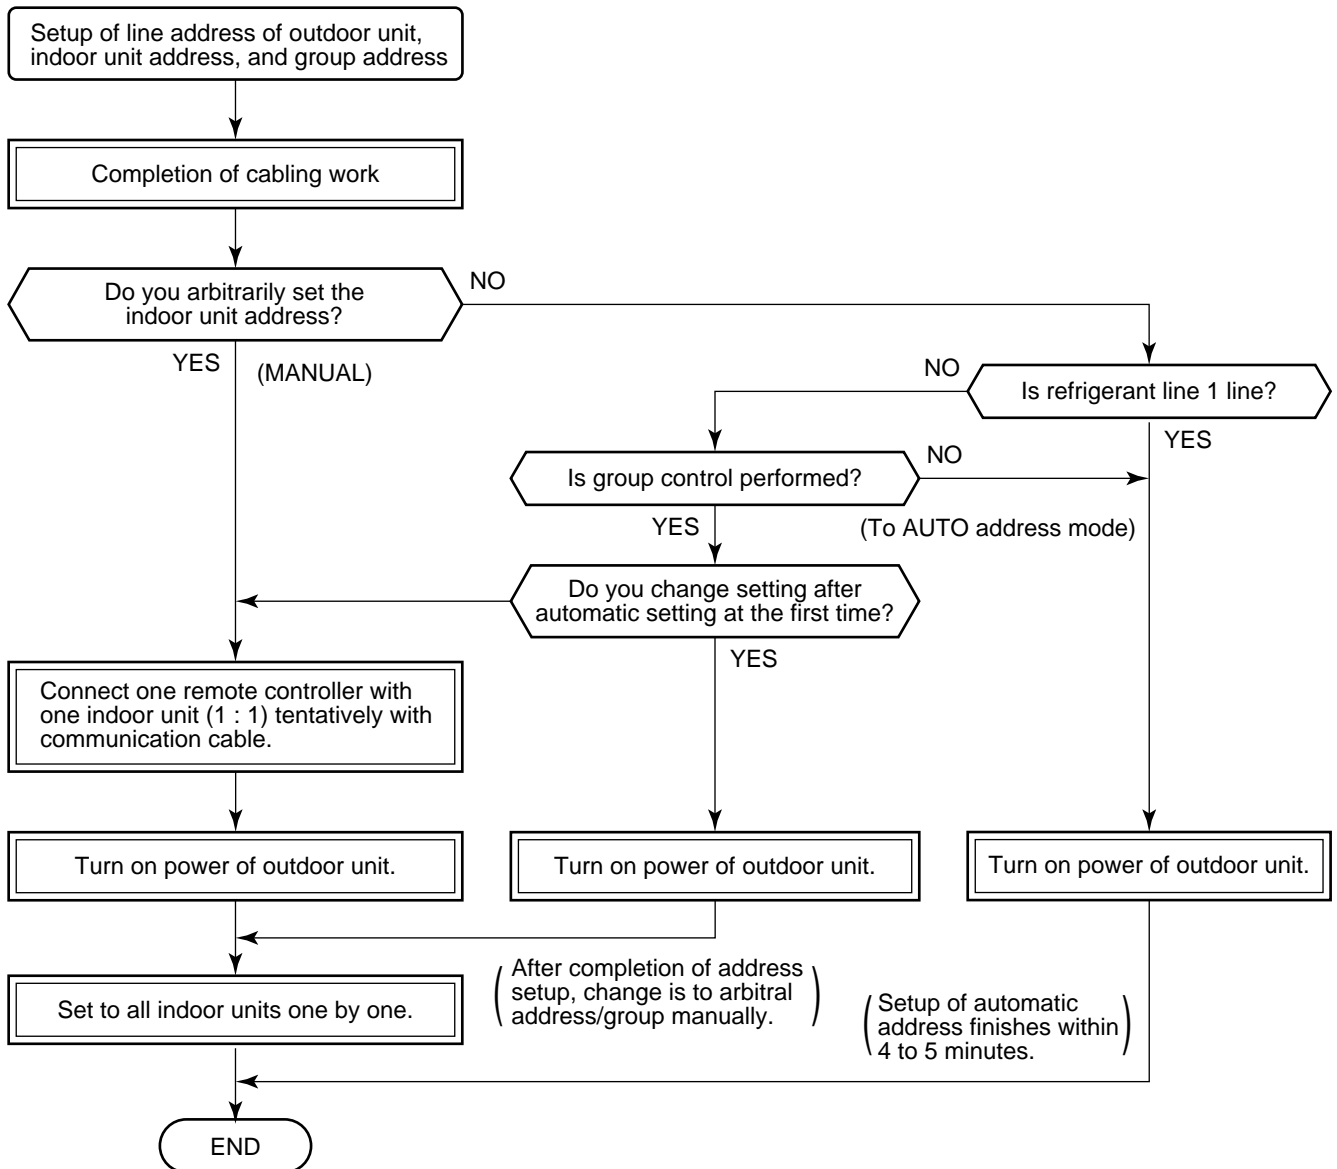 Setup of line address of outdoor unit,
indoor unit address, and group address
Completion of cabling work
Do you arbitrarily set the
indoor unit address?
NO
YES
(MANUAL)
NO
Is refrigerant line 1 line?
YES
Is group control performed?
NO
YES
(To AUTO address mode)
Do you change setting after
automatic setting at the first time?
YES
Connect one remote controller with
one indoor unit (1 : 1) tentatively with
communication cable.
Turn on power of outdoor unit.
Turn on power of outdoor unit.
Turn on power of outdoor unit.
(After completion of address
setup, change is to arbitral
address/group manually.)
Set to all indoor units one by one.
(Setup of automatic
address finishes within
4 to 5 minutes.)
END